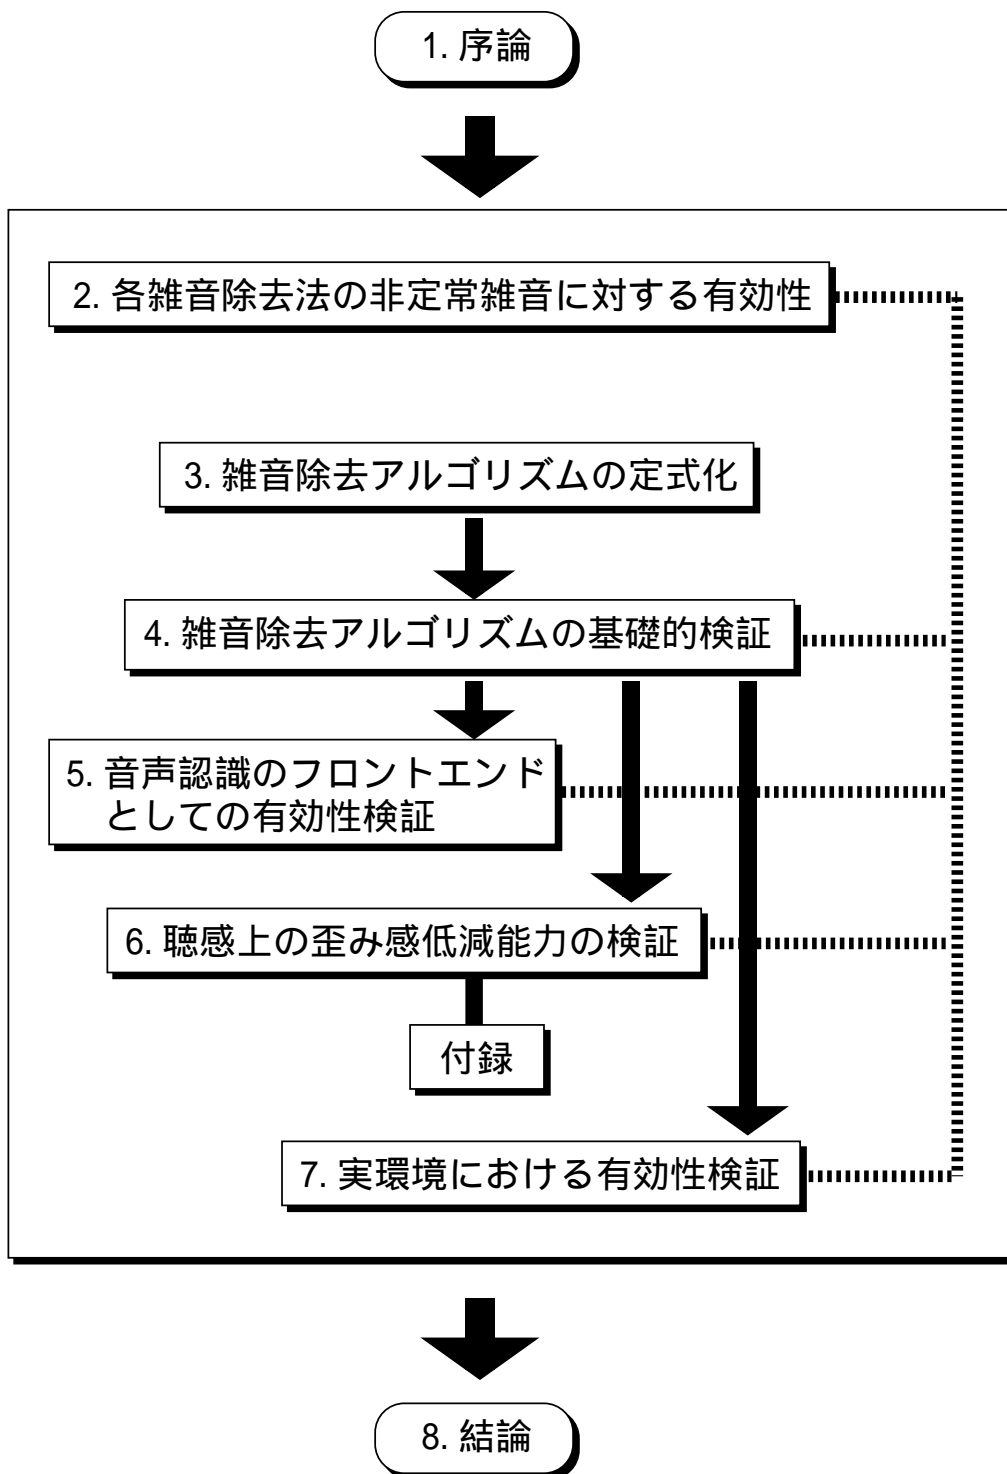 1. 序論
2. 各雑音除去法の非定常雑音に対する有効性
3. 雑音除去アルゴリズムの定式化
4. 雑音除去アルゴリズムの基礎的検証
5. 音声認識のフロントエンド
としての有効性検証
6. 聴感上の歪み感低減能力の検証
付録
7. 実環境における有効性検証
8. 結論